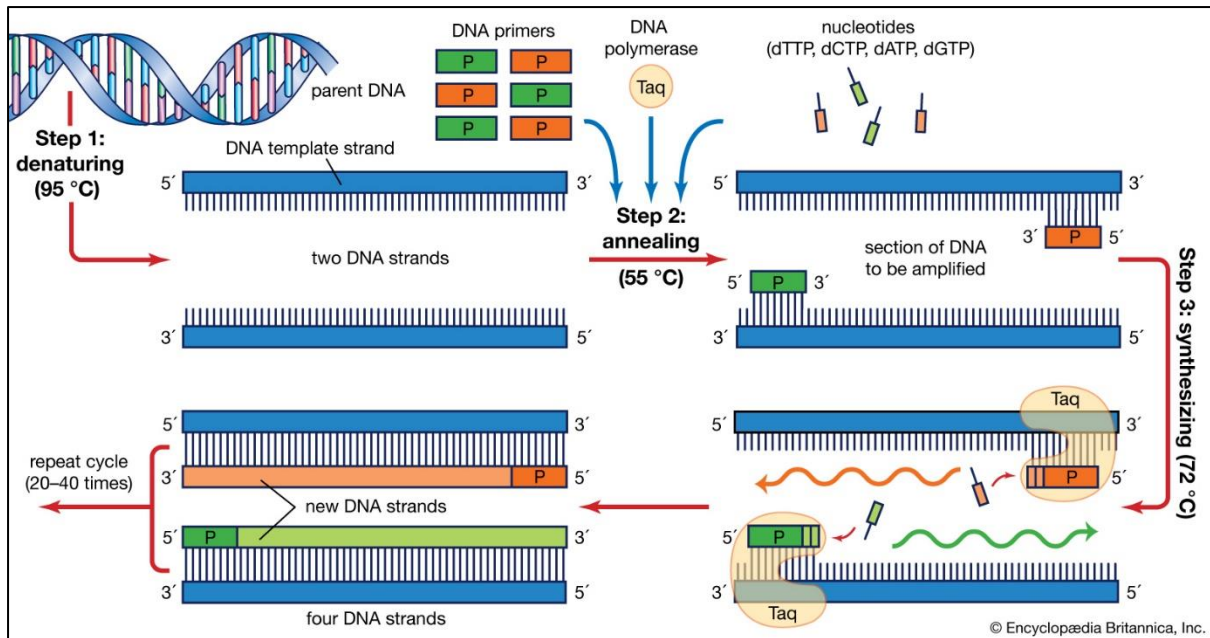 parent DNA
DNA primers
P P
P P
P P
DNA
polymerase
Taq
nucleotides
(dTTP, dCTP, dATP, dGTP)
Step 1:
denaturing
(95 °C)
DNA template strand
5´ 3´
two DNA strands
3´ 5´
Step 2:
annealing
(55 °C)
5´ 3´
3´ P 5´
section of DNA
to be amplified
5´ P 3´
3´ 5´
Step 3: synthesizing (72 °C)
Taq
5´ 3´
P 5´
5´ P
3´ 5´
Taq
5´ 3´
3´ P 5´
new DNA strands
5´ P 3´
3´ 5´
four DNA strands
repeat cycle
(20–40 times)
© Encyclopædia Britannica, Inc.